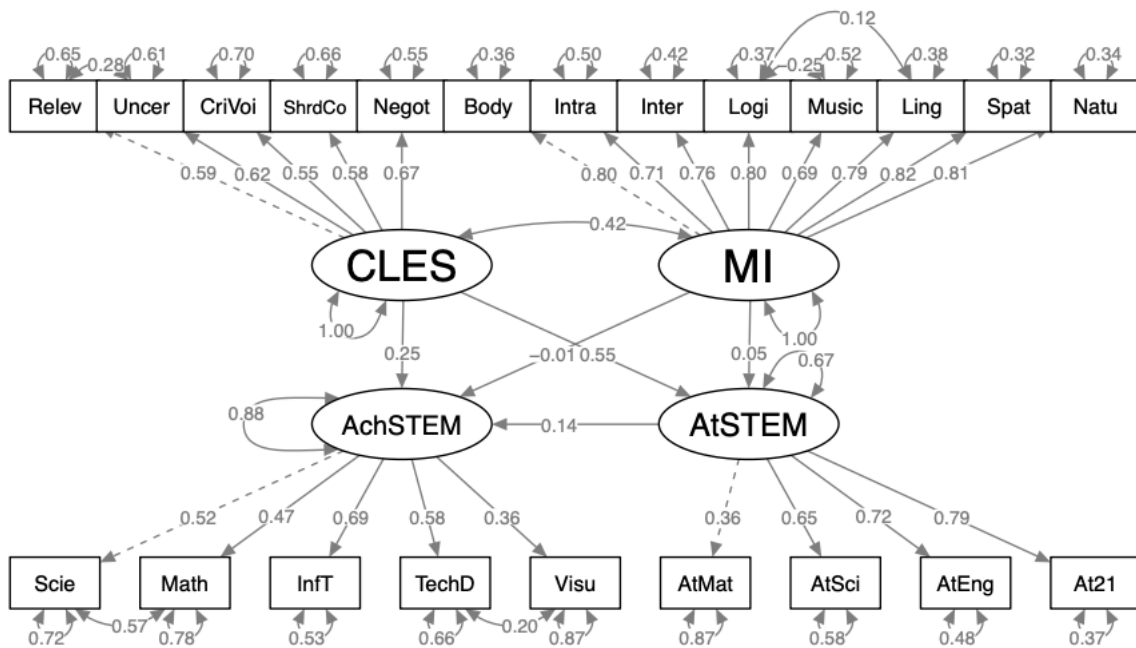 0.12
0.65 0.28 0.61 0.70 0.66 0.55 0.36 0.50 0.42 0.37 −0.25 0.52 0.38 0.32 0.34
Relev Uncer CriVoi ShrdCo Negot Body Intra Inter Logi Music Ling Spat Natu
0.59 0.62 0.55 0.58 0.67 0.80 0.71 0.76 0.80 0.69 0.79 0.82 0.81
0.42
CLES MI
1.00 1.00
0.25 −0.01 0.55 0.05 0.67
0.88 AchSTEM 0.14 AtSTEM
0.52 0.47 0.69 0.58 0.36 0.36 0.65 0.72 0.79
Scie Math InfT TechD Visu AtMat AtSci AtEng At21
0.72 0.57 0.78 0.53 0.66 0.20 0.87 0.87 0.58 0.48 0.37